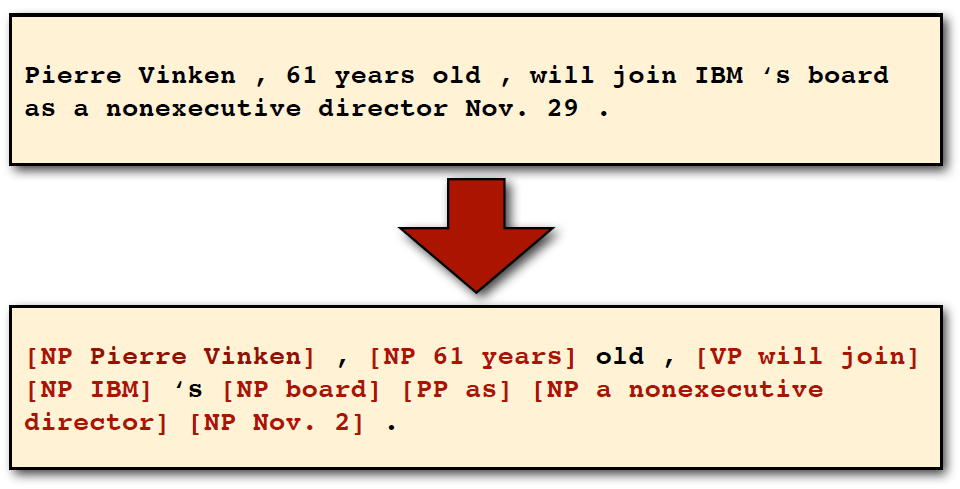 Pierre Vinken , 61 years old , will join IBM ‘s board
as a nonexecutive director Nov. 29 .
[NP Pierre Vinken] , [NP 61 years] old , [VP will join]
[NP IBM] ‘s [NP board] [PP as] [NP a nonexecutive
director] [NP Nov. 2] .